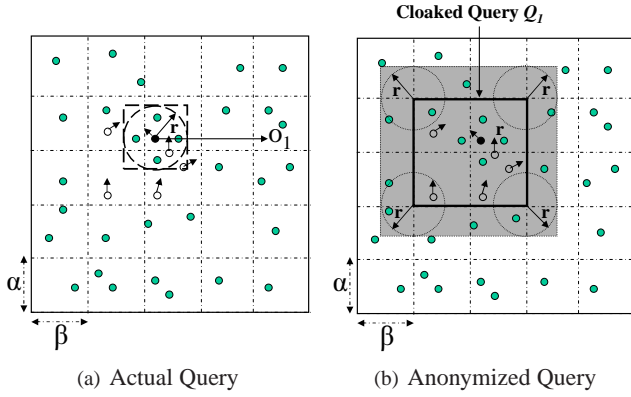 Cloaked Query Q1
r
O1
r
r
r
r
α
β
α
β
(a) Actual Query
(b) Anonymized Query